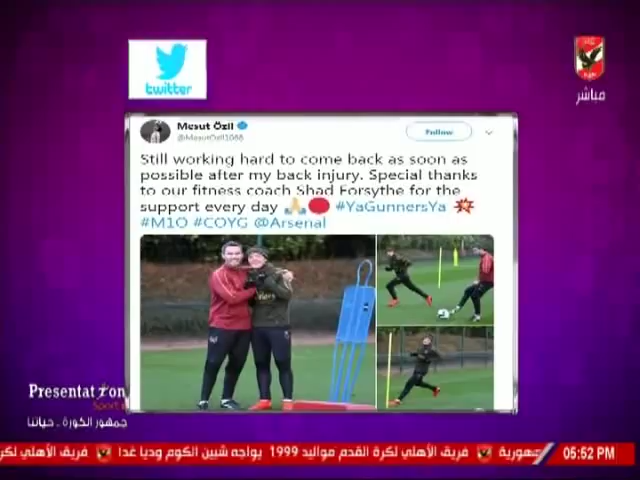 twitter
مباشر
Mesut Özil
@MesutOzil1088
Follow
Still working hard to come back as soon as
possible after my back injury. Special thanks
to our fitness coach Shad Forsythe for the
support every day 🙏🔴 #YaGunnersYa 💥
#M1Ö #COYG @Arsenal
Presentation
Sport
جمهور الكورة .. حياتنا
جمهورية فريق الأهلي لكرة القدم مواليد 1999 يواجه شبين الكوم وديا غدا فريق الأهلي لكرة
05:52 PM